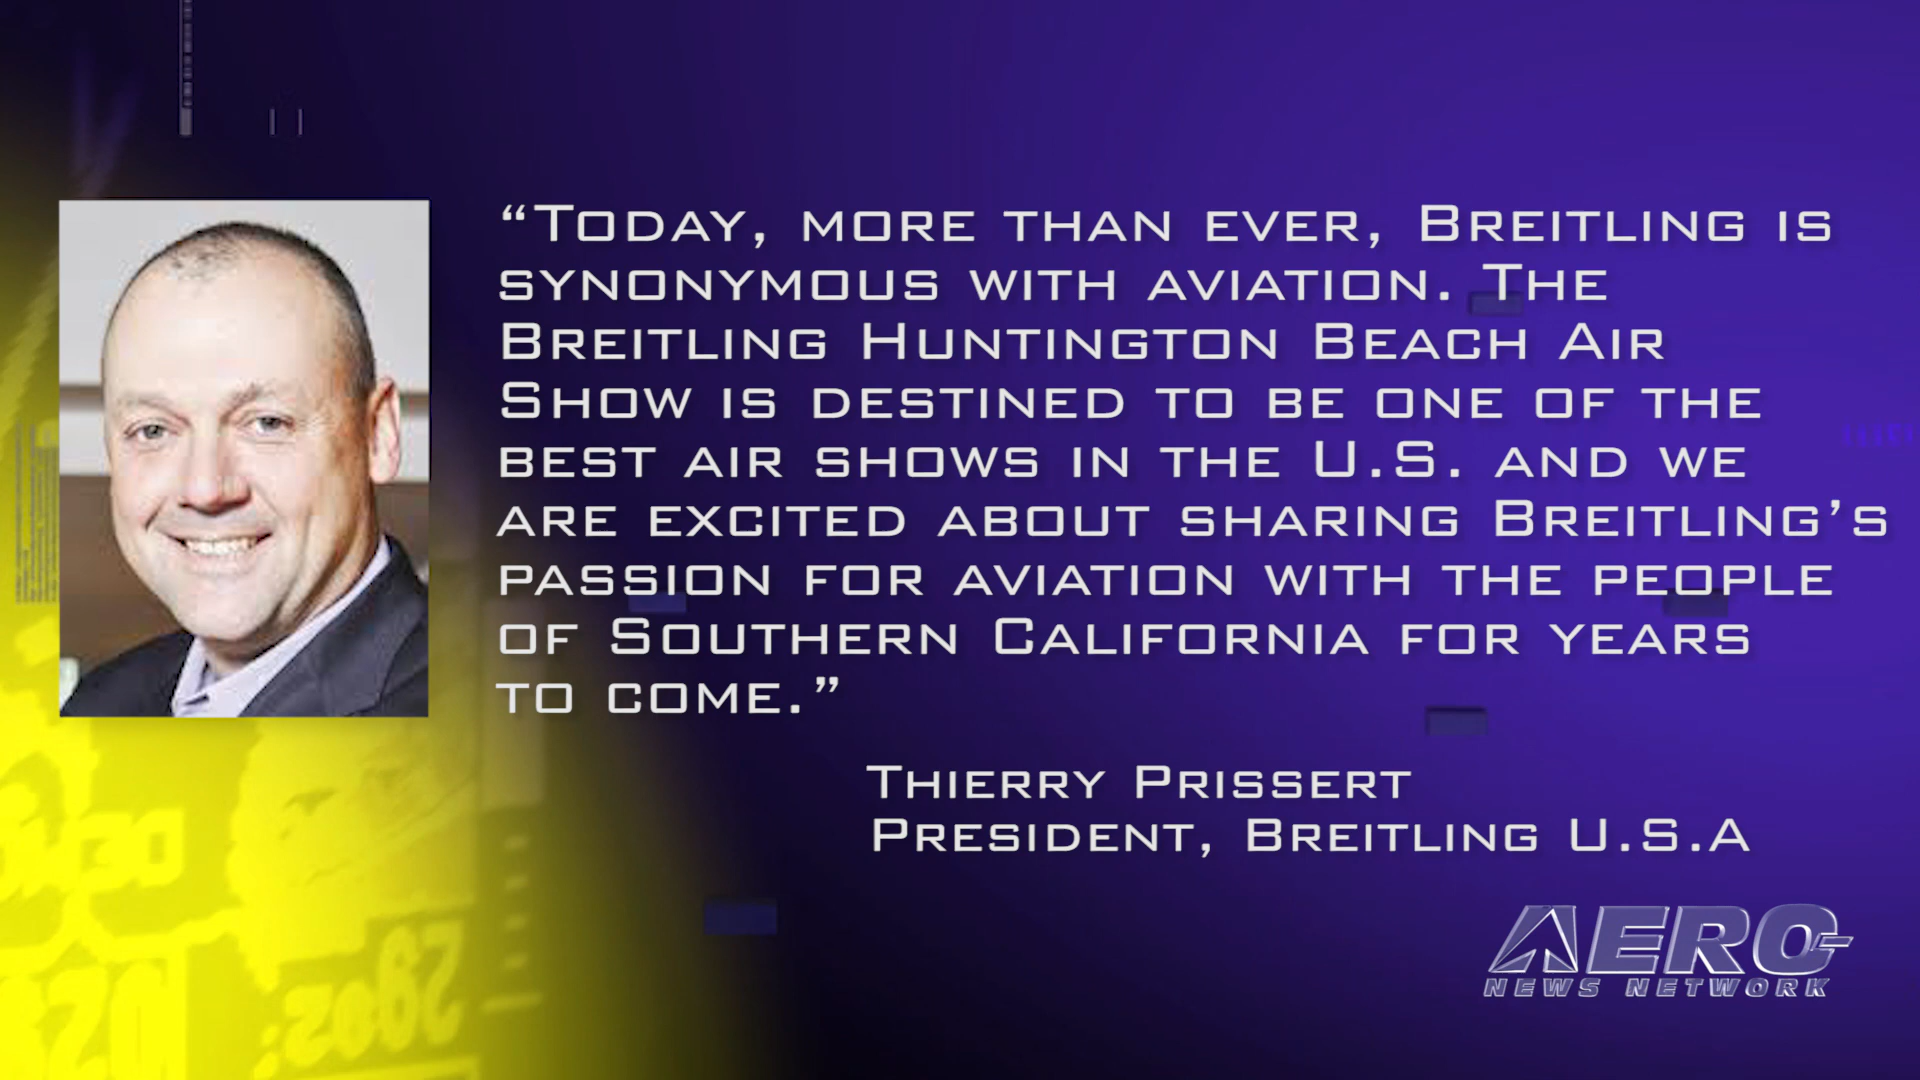 “Today, more than ever, Breitling is
synonymous with aviation. The
Breitling Huntington Beach Air
Show is destined to be one of the
best air shows in the U.S. and we
are excited about sharing Breitling’s
passion for aviation with the people
of Southern California for years
to come.”
Thierry Prissert
President, Breitling U.S.A
AERO-
NEWS NETWORK